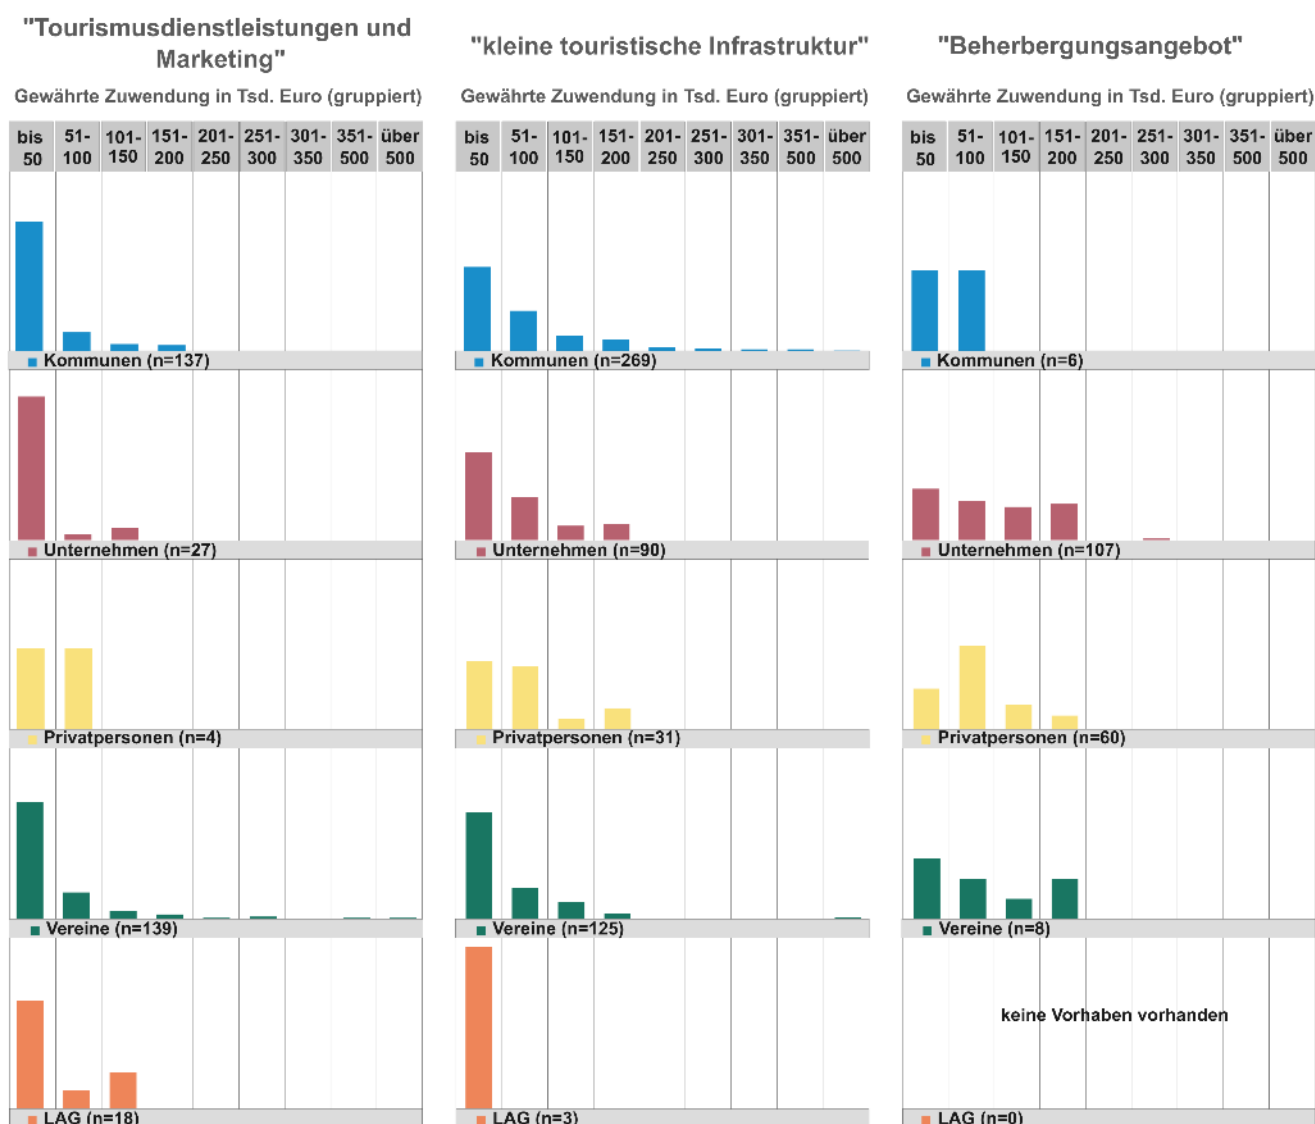 "Tourismusdienstleistungen und
Marketing"
Gewährte Zuwendung in Tsd. Euro (gruppiert)
bis 51- 101- 151- 201- 251- 301- 351- über
50 100 150 200 250 300 350 500 500
Kommunen (n=137)
Unternehmen (n=27)
Privatpersonen (n=4)
Vereine (n=139)
LAG (n=18)
"kleine touristische Infrastruktur"
Gewährte Zuwendung in Tsd. Euro (gruppiert)
bis 51- 101- 151- 201- 251- 301- 351- über
50 100 150 200 250 300 350 500 500
Kommunen (n=269)
Unternehmen (n=90)
Privatpersonen (n=31)
Vereine (n=125)
LAG (n=3)
"Beherbergungsangebot"
Gewährte Zuwendung in Tsd. Euro (gruppiert)
bis 51- 101- 151- 201- 251- 301- 351- über
50 100 150 200 250 300 350 500 500
Kommunen (n=6)
Unternehmen (n=107)
Privatpersonen (n=60)
Vereine (n=8)
keine Vorhaben vorhanden
LAG (n=0)